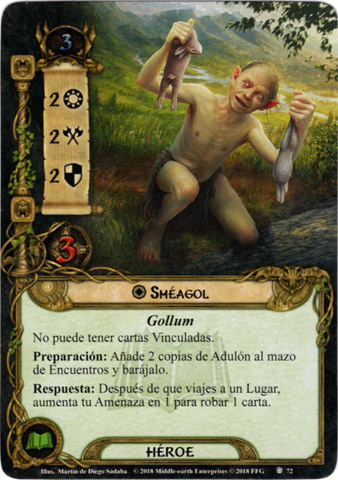 3
2
2
2
3
Sméagol
Gollum
No puede tener cartas Vinculadas.
Preparación: Añade 2 copias de Adulón al mazo
de Encuentros y barájalo.
Respuesta: Después de que viajes a un Lugar,
aumenta tu Amenaza en 1 para robar 1 carta.
HÉROE
Illus. Martin de Diego Sádaba © 2018 Middle-earth Enterprises © 2018 FFG 72